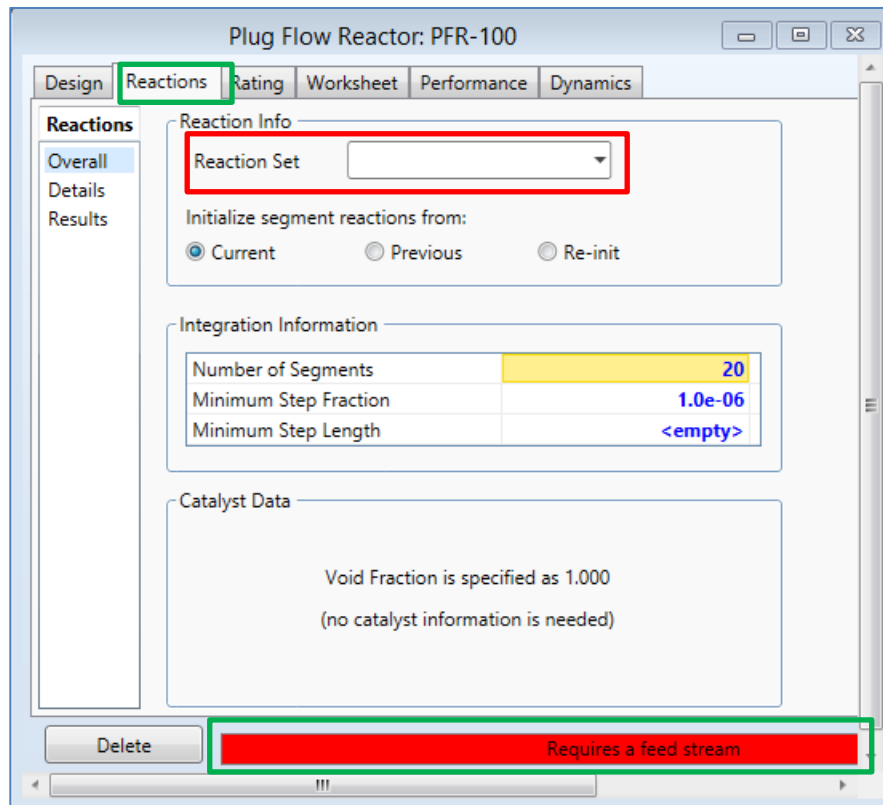 Plug Flow Reactor: PFR-100
Design Reactions Rating Worksheet Performance Dynamics
Reactions
Overall
Details
Results
Reaction Info
Reaction Set
Initialize segment reactions from:
Current Previous Re-init
Integration Information
Number of Segments 20
Minimum Step Fraction 1.0e-06
Minimum Step Length <empty>
Catalyst Data
Void Fraction is specified as 1.000
(no catalyst information is needed)
Delete Requires a feed stream